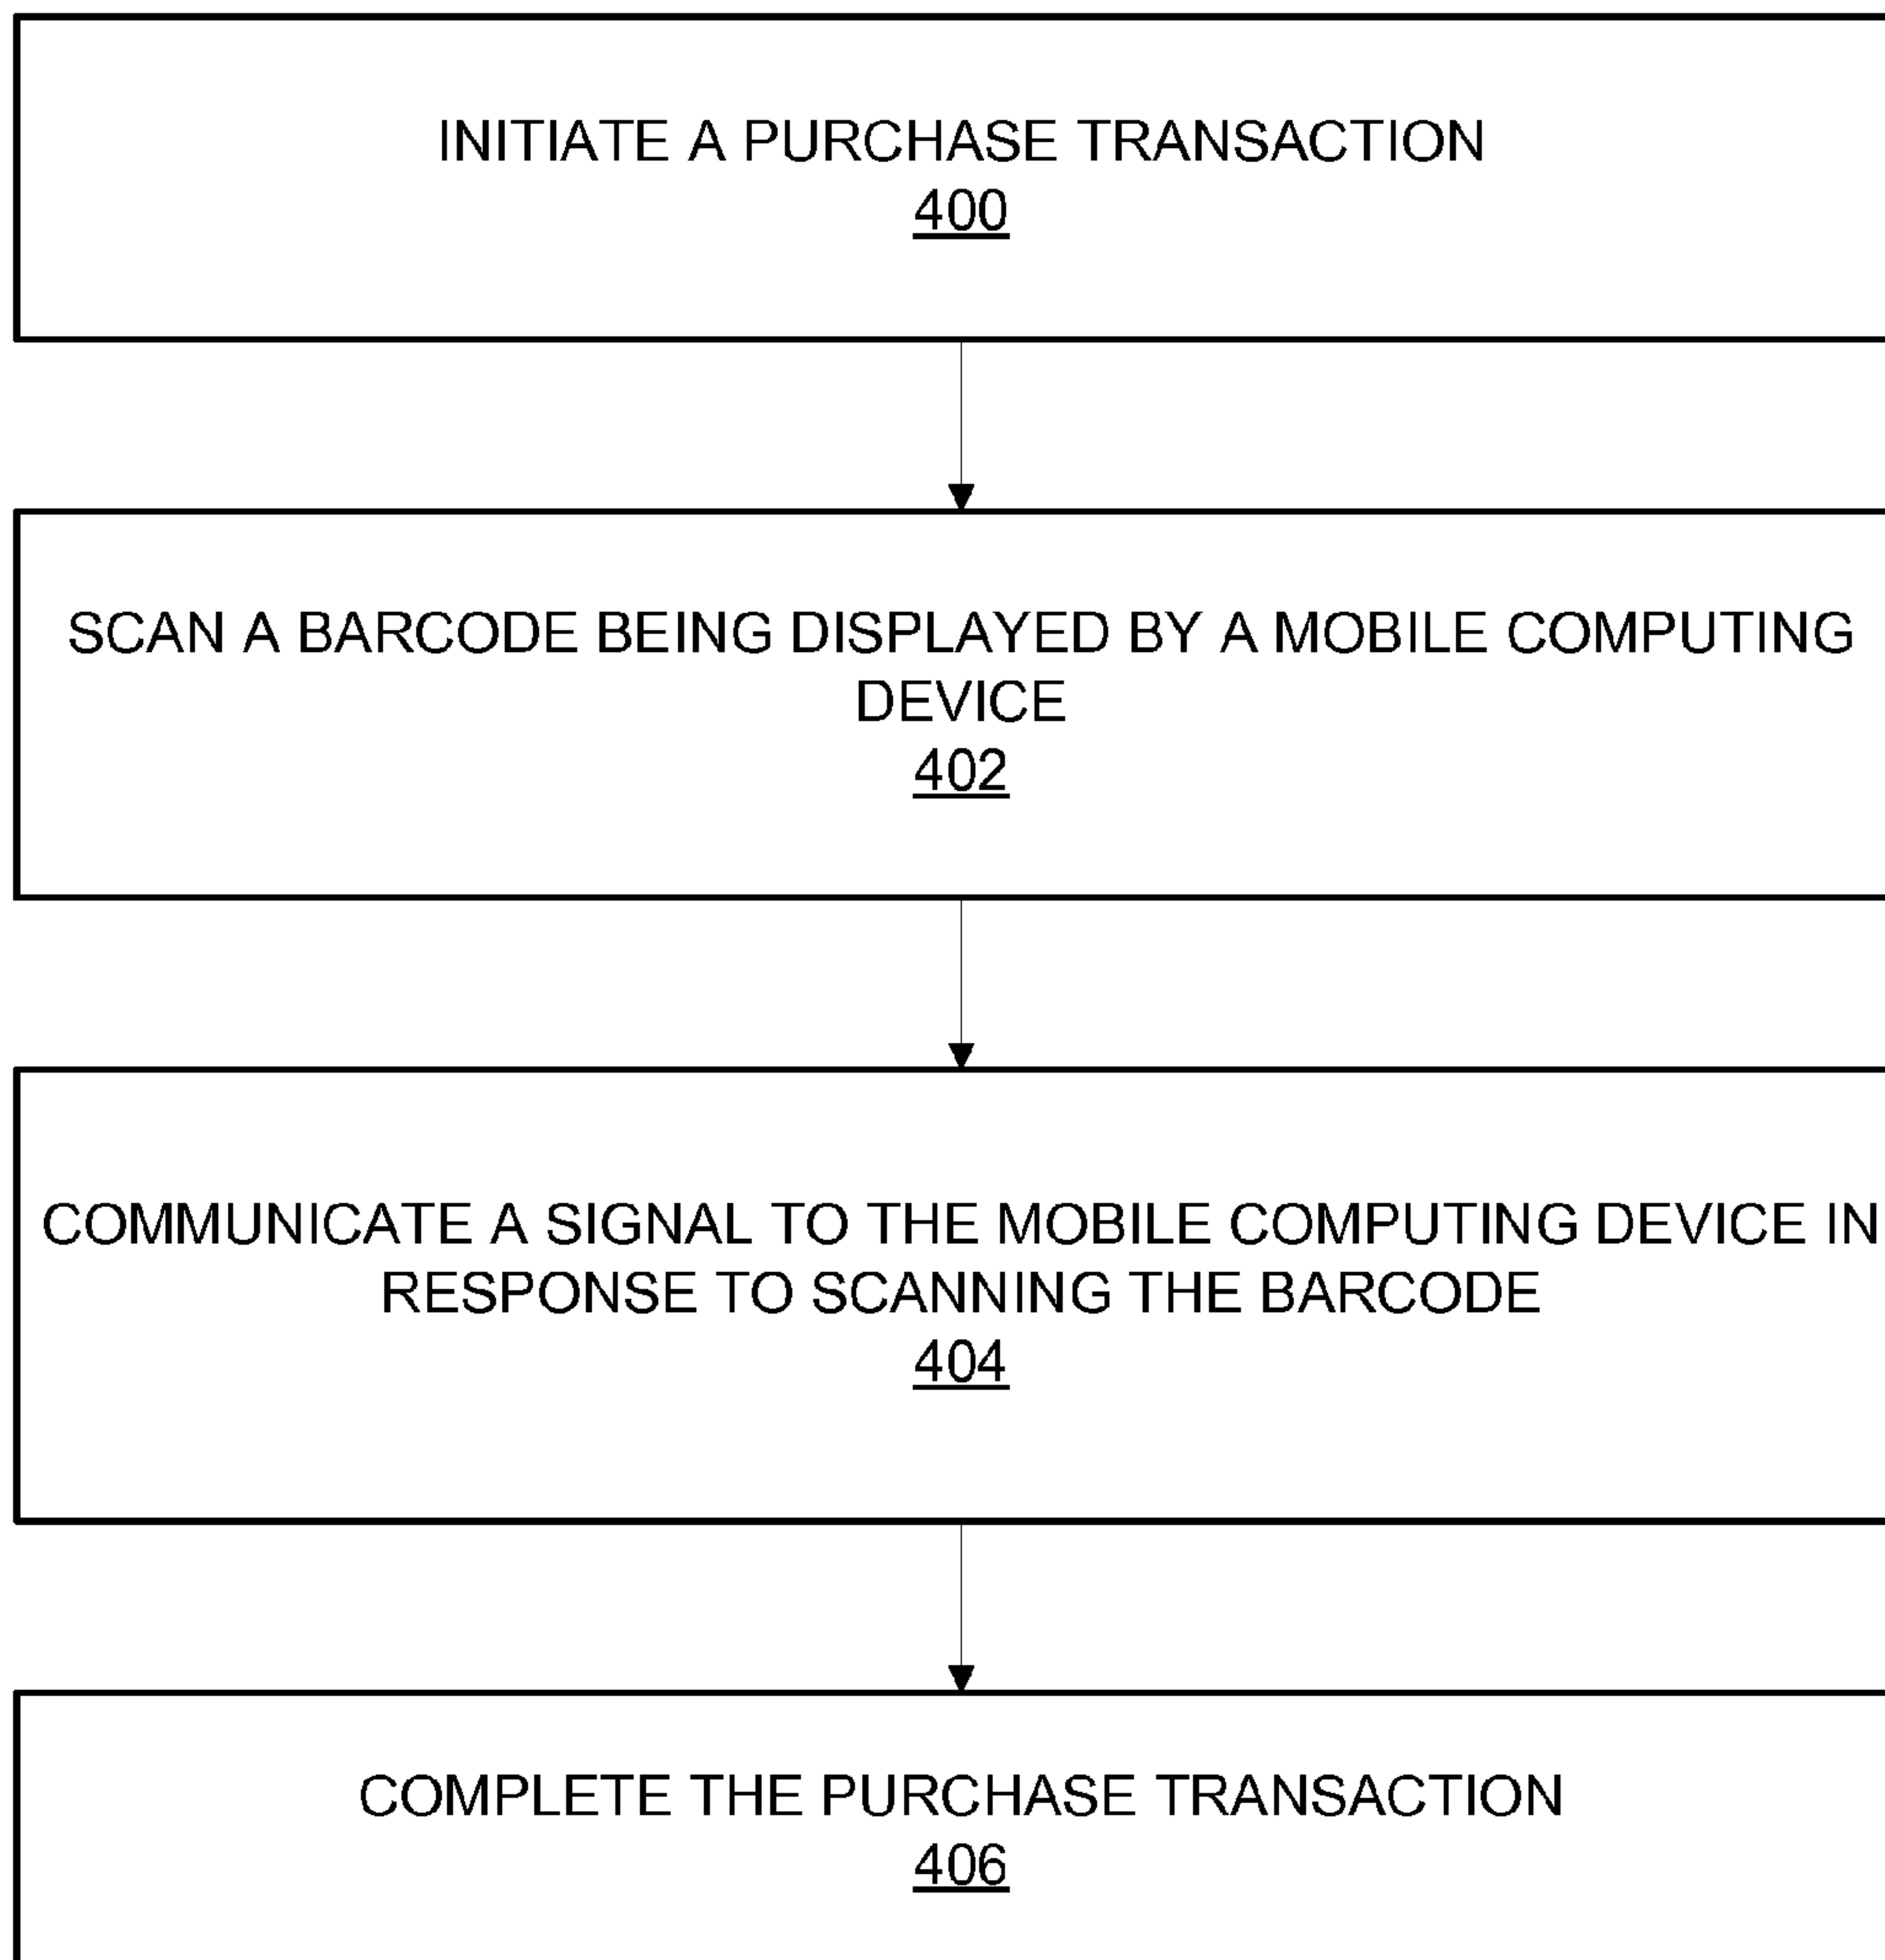 INITIATE A PURCHASE TRANSACTION
400
SCAN A BARCODE BEING DISPLAYED BY A MOBILE COMPUTING
DEVICE
402
COMMUNICATE A SIGNAL TO THE MOBILE COMPUTING DEVICE IN
RESPONSE TO SCANNING THE BARCODE
404
COMPLETE THE PURCHASE TRANSACTION
406